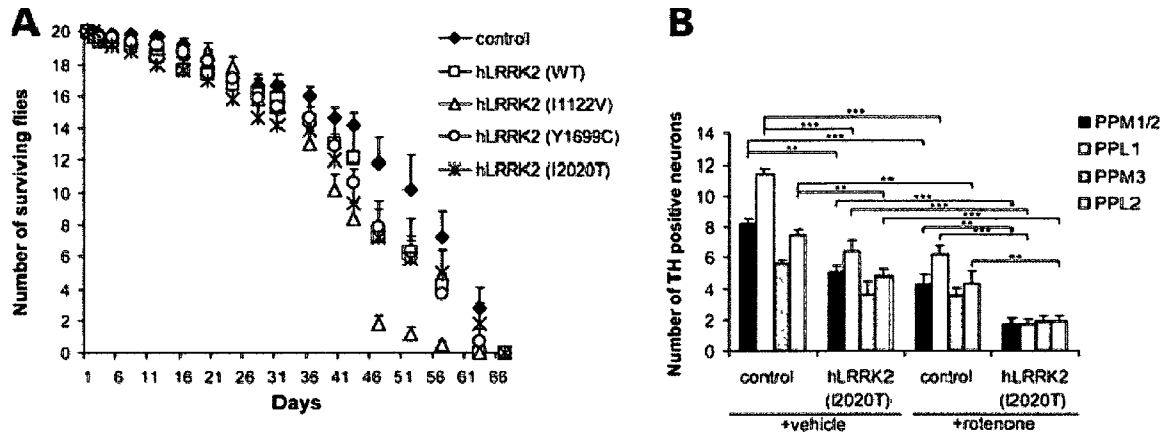 A
Number of surviving flies
20
18
16
14
12
10
8
6
4
2
0
1 6 11 16 21 26 31 36 41 46 51 56 61 66
Days
control
hLRRK2 (WT)
hLRRK2 (I1122V)
hLRRK2 (Y1699C)
hLRRK2 (I2020T)
B
Number of TH positive neurons
14
12
10
8
6
4
2
0
***
***
***
**
**
**
***
***
***
**
***
**
PPM1/2
PPL1
PPM3
PPL2
control hLRRK2 control hLRRK2
(I2020T) (I2020T)
+vehicle +rotenone